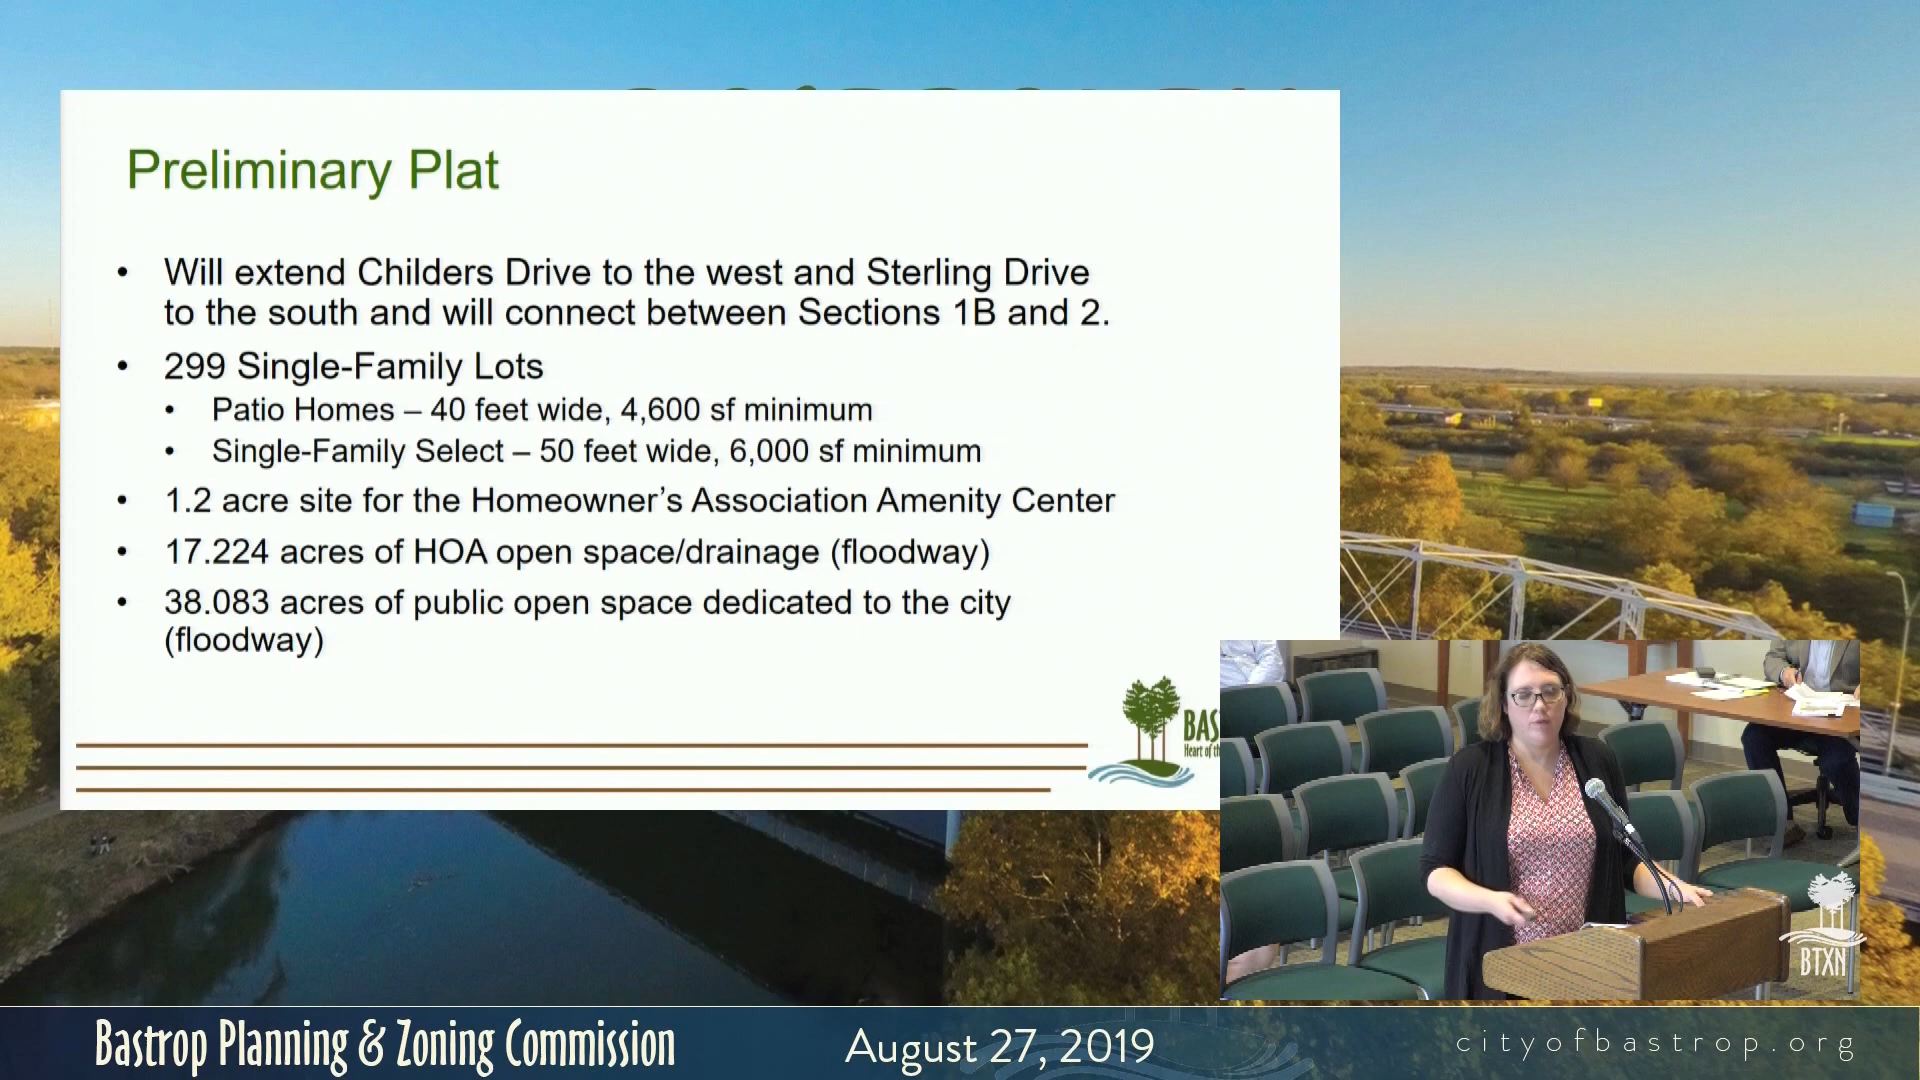 Preliminary Plat
• Will extend Childers Drive to the west and Sterling Drive
to the south and will connect between Sections 1B and 2.
• 299 Single-Family Lots
• Patio Homes – 40 feet wide, 4,600 sf minimum
• Single-Family Select – 50 feet wide, 6,000 sf minimum
• 1.2 acre site for the Homeowner’s Association Amenity Center
• 17.224 acres of HOA open space/drainage (floodway)
• 38.083 acres of public open space dedicated to the city
(floodway)
BAS
Heart of th
BTXN
Bastrop Planning & Zoning Commission
August 27, 2019
cityofbastrop.org